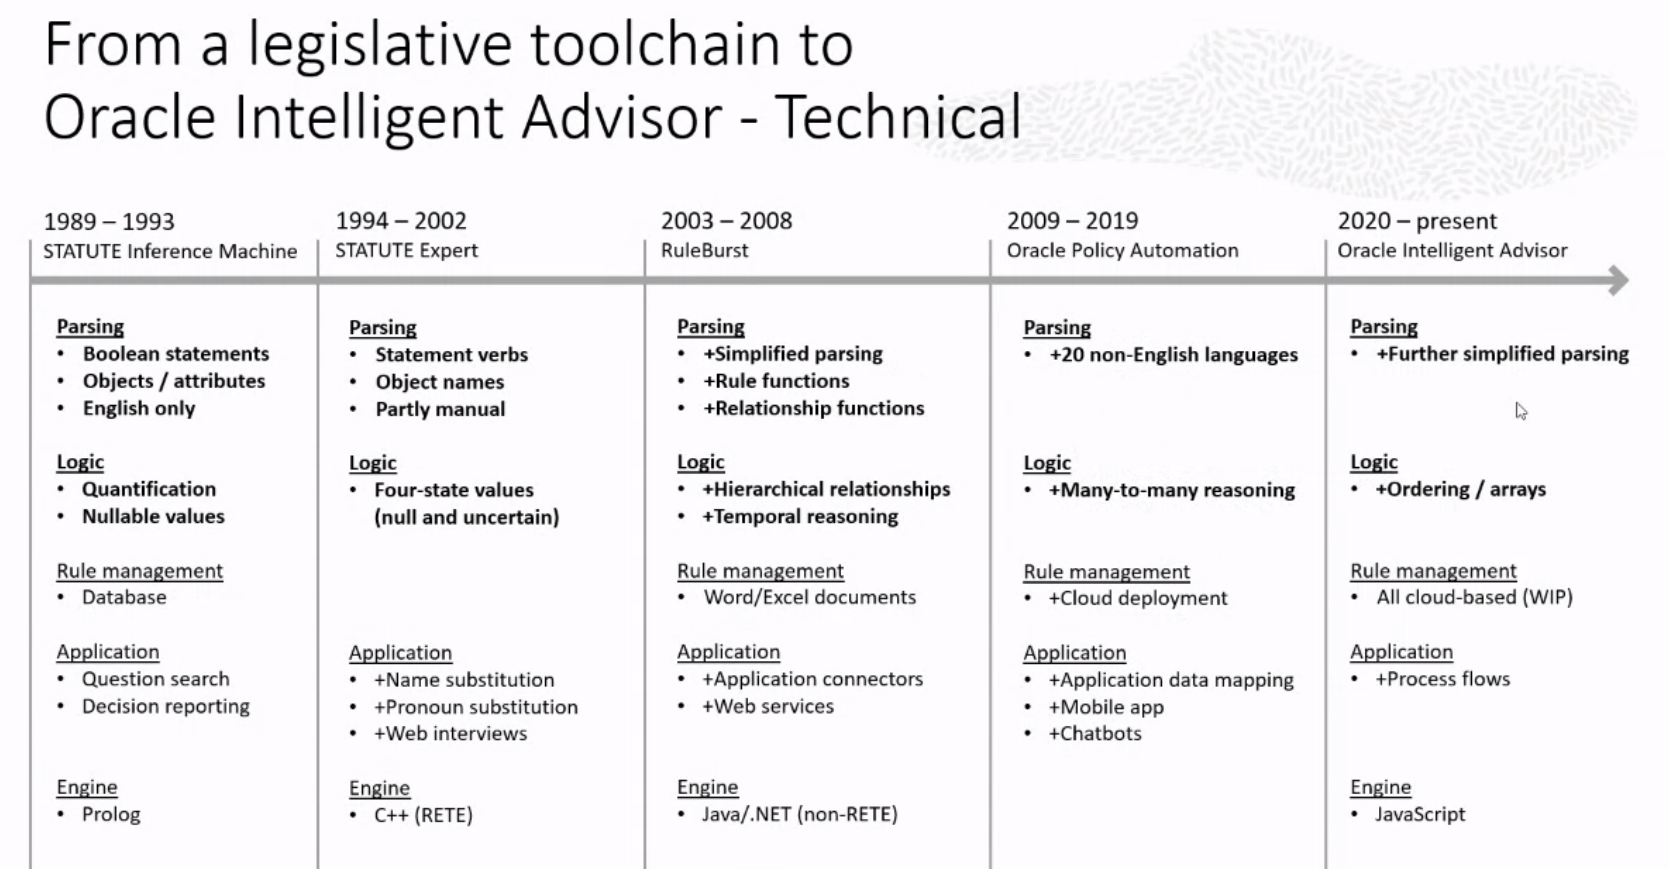 From a legislative toolchain to
Oracle Intelligent Advisor - Technical
1989 – 1993
STATUTE Inference Machine
Parsing
• Boolean statements
• Objects / attributes
• English only
Logic
• Quantification
• Nullable values
Rule management
• Database
Application
• Question search
• Decision reporting
Engine
• Prolog
1994 – 2002
STATUTE Expert
Parsing
• Statement verbs
• Object names
• Partly manual
Logic
• Four-state values
(null and uncertain)
Application
• +Name substitution
• +Pronoun substitution
• +Web interviews
Engine
• C++ (RETE)
2003 – 2008
RuleBurst
Parsing
• +Simplified parsing
• +Rule functions
• +Relationship functions
Logic
• +Hierarchical relationships
• +Temporal reasoning
Rule management
• Word/Excel documents
Application
• +Application connectors
• +Web services
Engine
• Java/.NET (non-RETE)
2009 – 2019
Oracle Policy Automation
Parsing
• +20 non-English languages
Logic
• +Many-to-many reasoning
Rule management
• +Cloud deployment
Application
• +Application data mapping
• +Mobile app
• +Chatbots
2020 – present
Oracle Intelligent Advisor
Parsing
• +Further simplified parsing
Logic
• +Ordering / arrays
Rule management
• All cloud-based (WIP)
Application
• +Process flows
Engine
• JavaScript